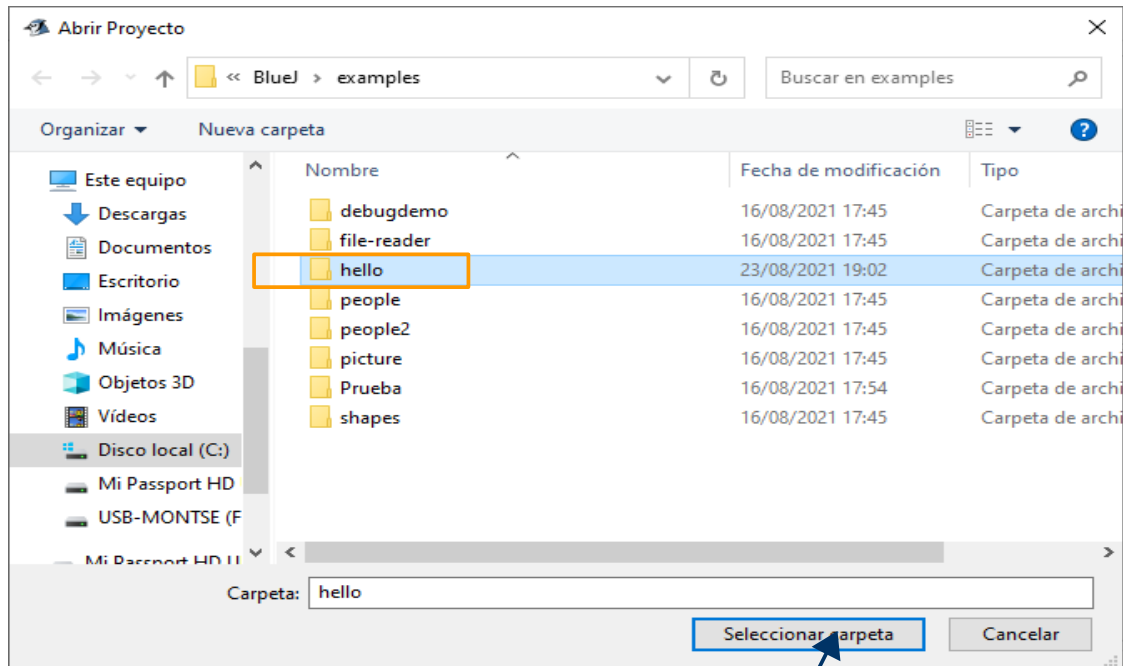 Abrir Proyecto
« BlueJ › examples
Buscar en examples
Organizar
Nueva carpeta
Nombre
Fecha de modificación
Tipo
Este equipo
Descargas
Documentos
Escritorio
Imágenes
Música
Objetos 3D
Vídeos
Disco local (C:)
Mi Passport HD
USB-MONTSE (F
Mi Passport HD U
debugdemo 16/08/2021 17:45 Carpeta de archi
file-reader 16/08/2021 17:45 Carpeta de archi
hello 23/08/2021 19:02 Carpeta de archi
people 16/08/2021 17:45 Carpeta de archi
people2 16/08/2021 17:45 Carpeta de archi
picture 16/08/2021 17:45 Carpeta de archi
Prueba 16/08/2021 17:54 Carpeta de archi
shapes 16/08/2021 17:45 Carpeta de archi
Carpeta: hello
Seleccionar carpeta
Cancelar